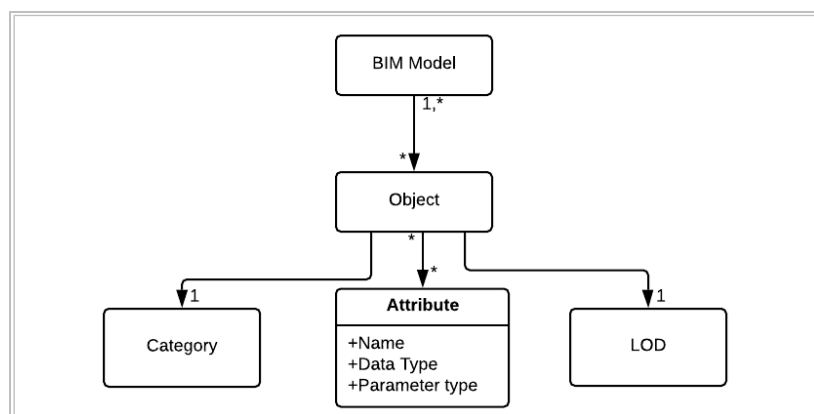 BIM Model
1,*
*
Object
*
1
*
1
Category
Attribute
+Name
+Data Type
+Parameter type
LOD